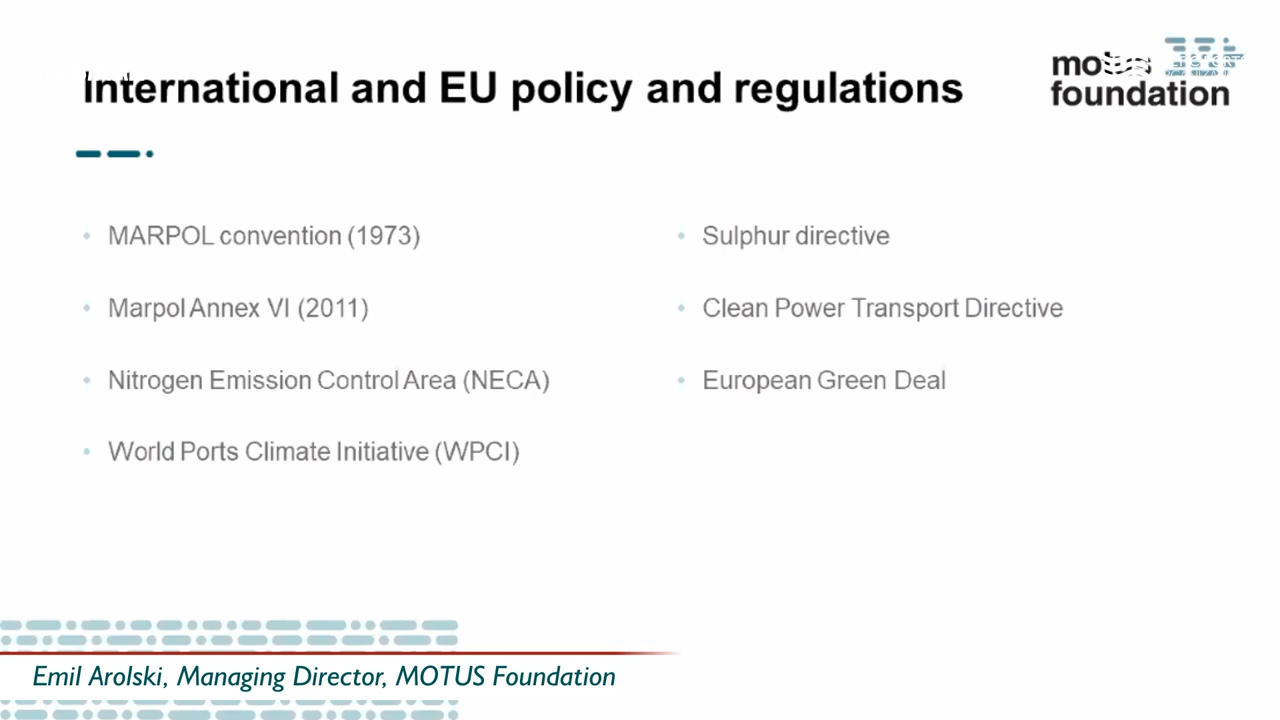 International and EU policy and regulations
motus
foundation
• MARPOL convention (1973)
• Marpol Annex VI (2011)
• Nitrogen Emission Control Area (NECA)
• World Ports Climate Initiative (WPCI)
• Sulphur directive
• Clean Power Transport Directive
• European Green Deal
Emil Arolski, Managing Director, MOTUS Foundation